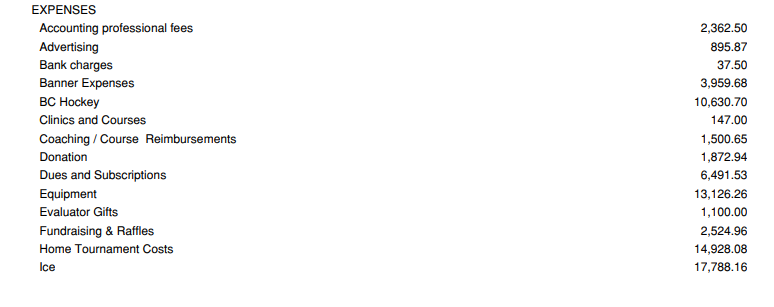 EXPENSES
Accounting professional fees 2,362.50
Advertising 895.87
Bank charges 37.50
Banner Expenses 3,959.68
BC Hockey 10,630.70
Clinics and Courses 147.00
Coaching / Course Reimbursements 1,500.65
Donation 1,872.94
Dues and Subscriptions 6,491.53
Equipment 13,126.26
Evaluator Gifts 1,100.00
Fundraising & Raffles 2,524.96
Home Tournament Costs 14,928.08
Ice 17,788.16